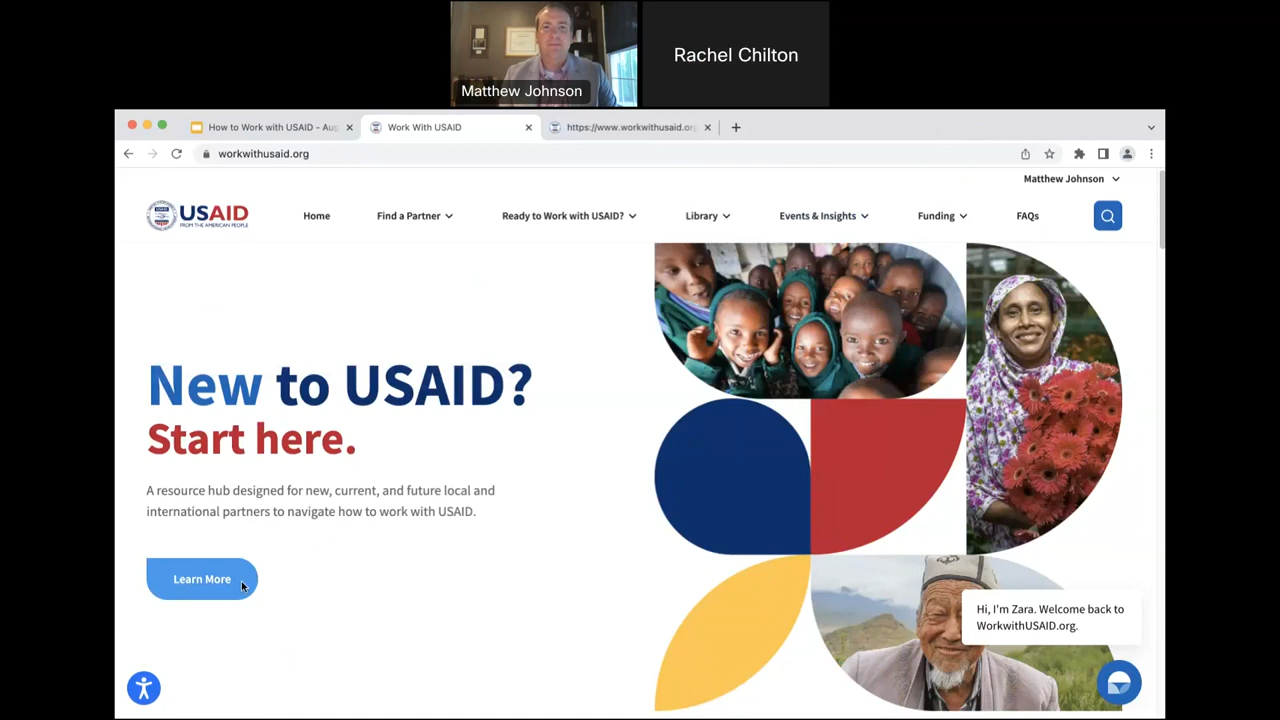 Matthew Johnson
Rachel Chilton
How to Work with USAID - Aug
Work With USAID
https://www.workwithusaid.org
workwithusaid.org
Matthew Johnson
USAID
FROM THE AMERICAN PEOPLE
Home
Find a Partner
Ready to Work with USAID?
Library
Events & Insights
Funding
FAQs
New to USAID?
Start here.
A resource hub designed for new, current, and future local and
international partners to navigate how to work with USAID.
Learn More
Hi, I'm Zara. Welcome back to
WorkwithUSAID.org.